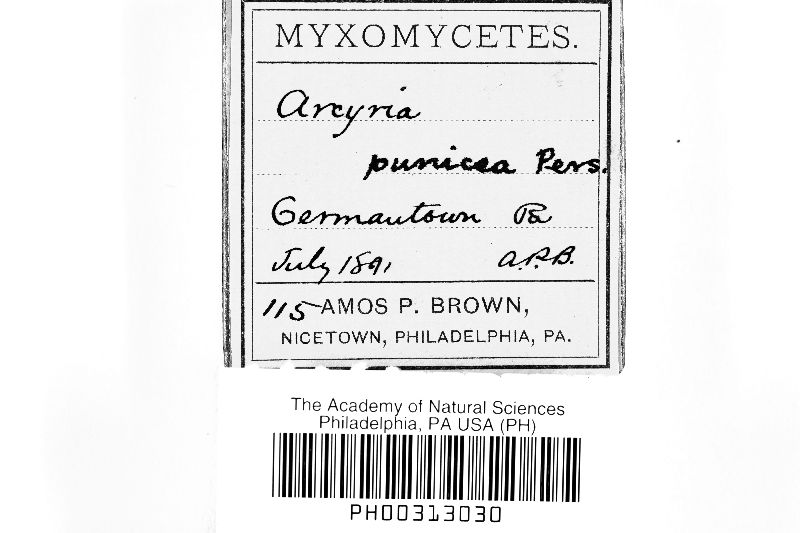 MYXOMYCETES.
Arcyria
punicea Pers.
Germantown Pa
July 1891 A.P.B.
115 AMOS P. BROWN,
NICETOWN, PHILADELPHIA, PA.
The Academy of Natural Sciences
Philadelphia, PA USA (PH)
PH00313030